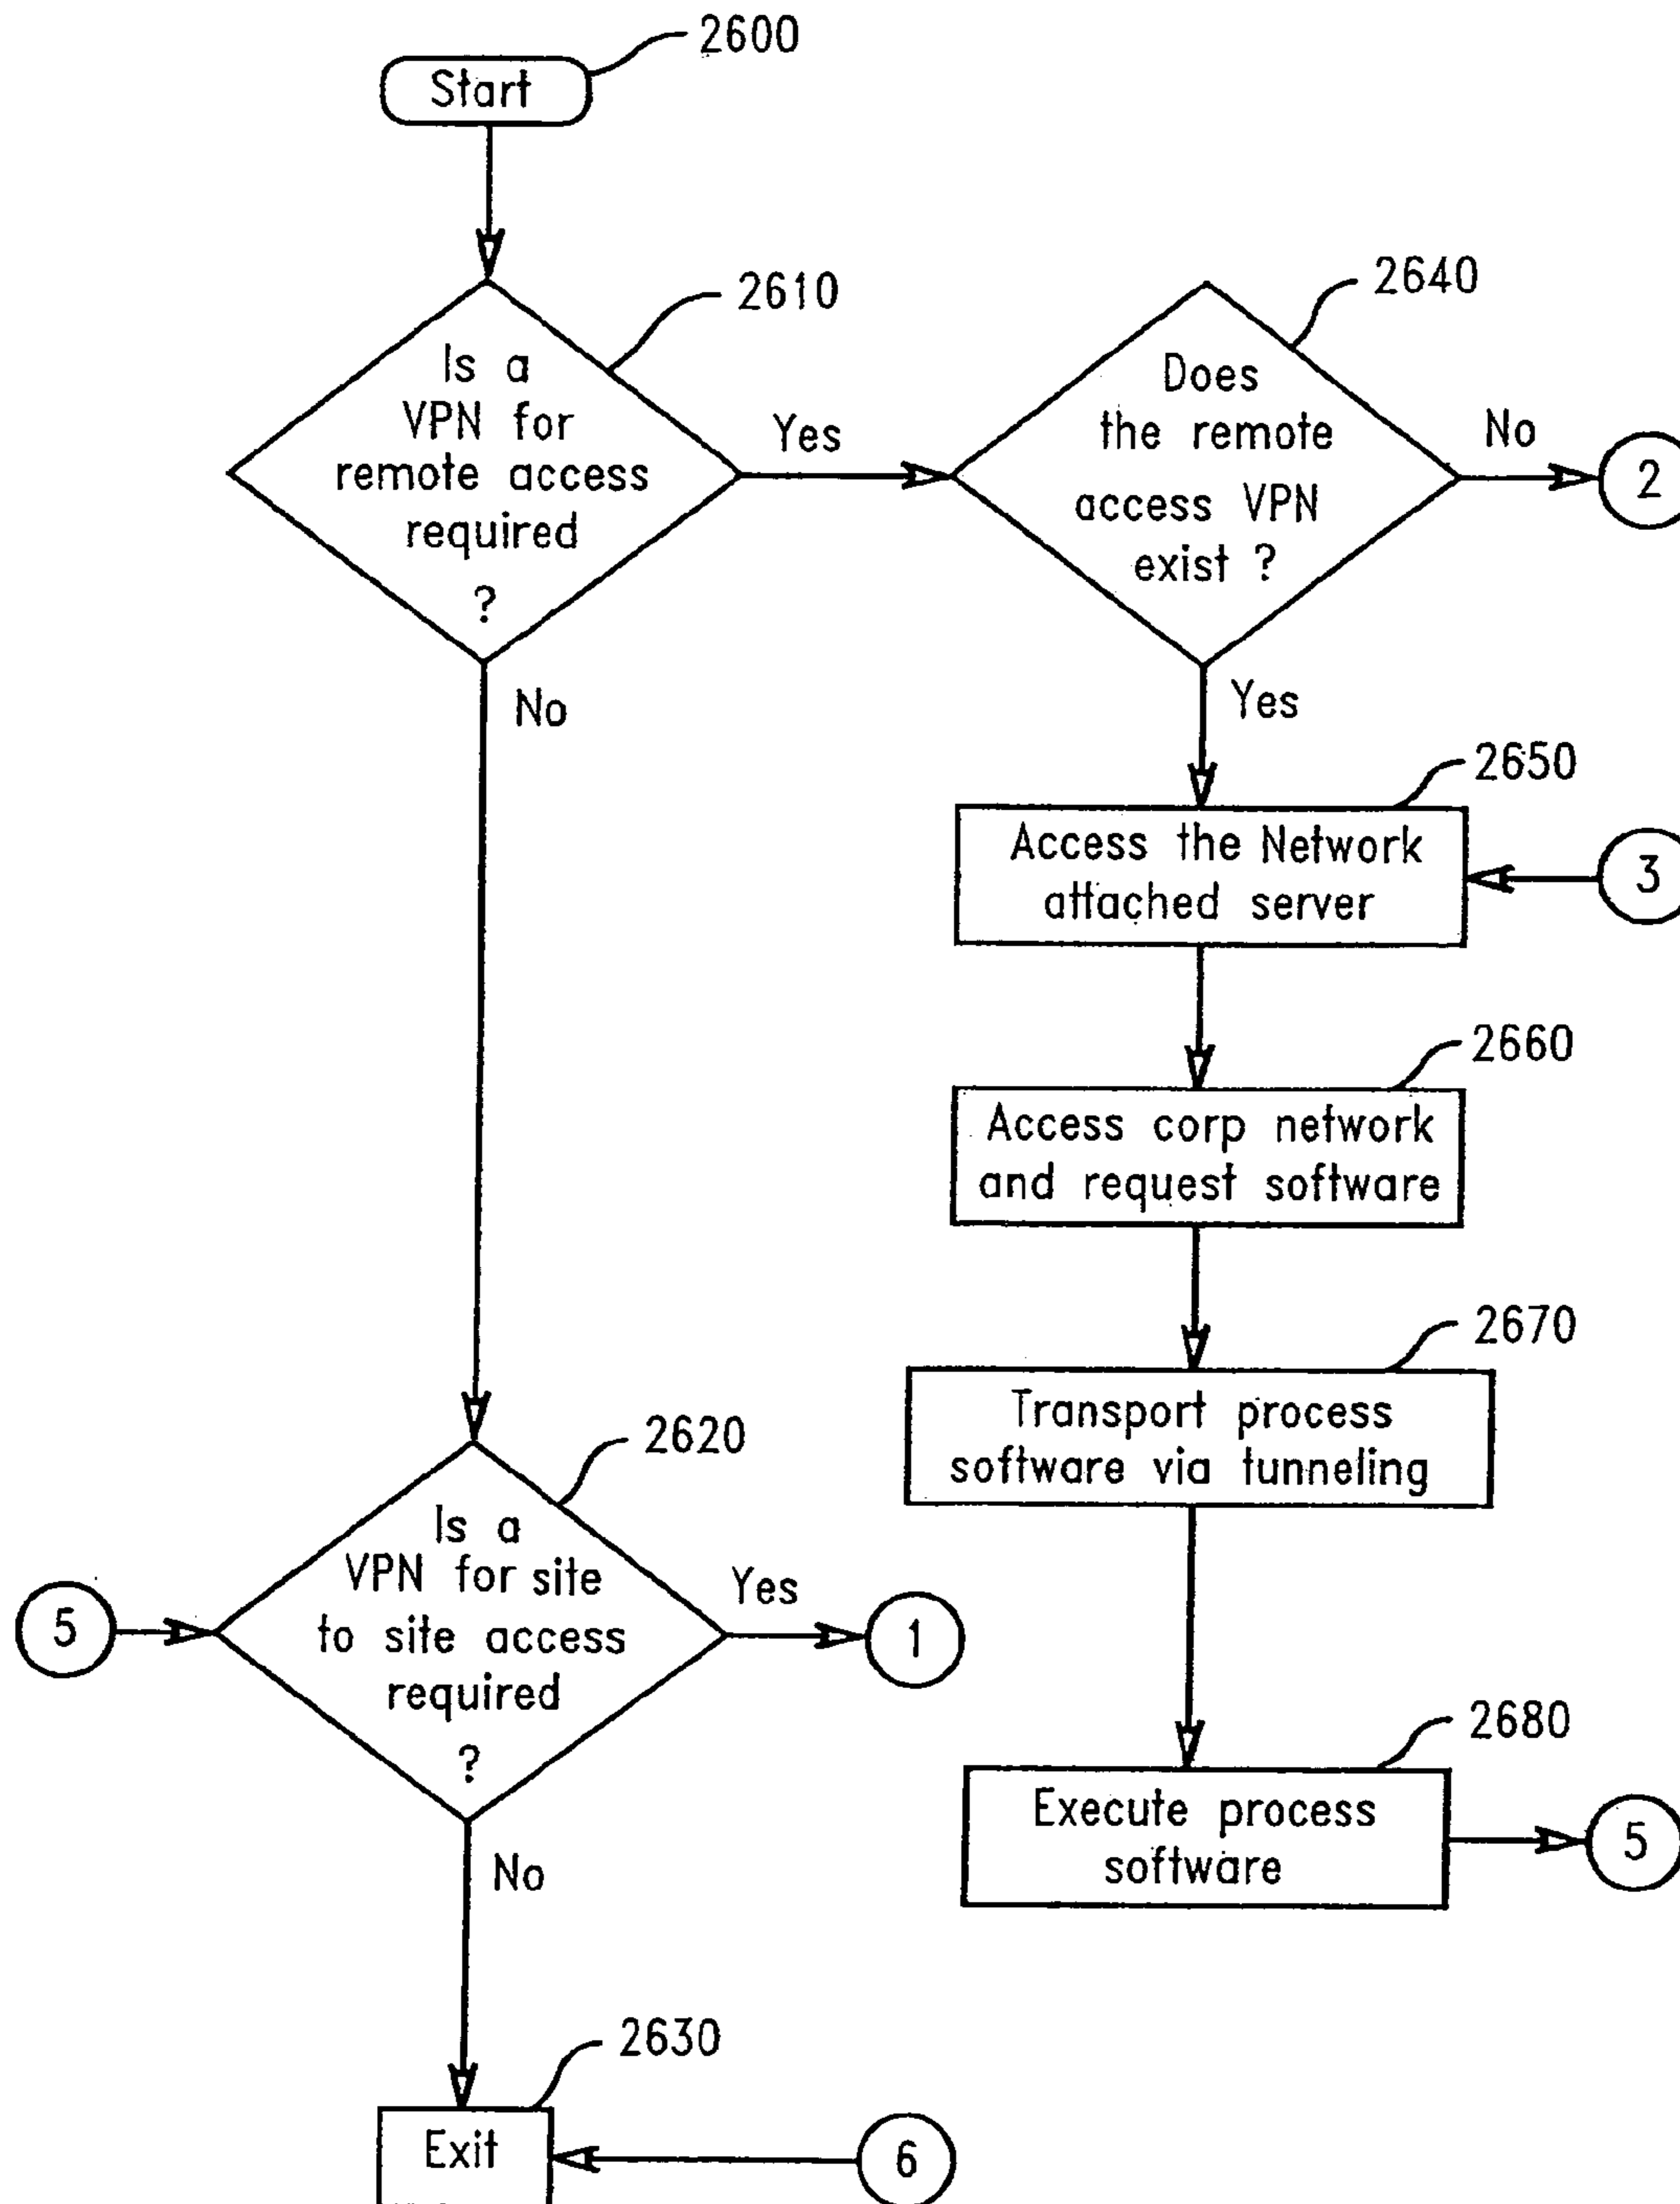 2600
Start
2610
Is a
VPN for
remote access
required
?
Yes
No
2640
Does
the remote
access VPN
exist ?
No
2
Yes
2650
Access the Network
attached server
3
2660
Access corp network
and request software
2670
Transport process
software via tunneling
2620
Is a
VPN for site
to site access
required
?
5
Yes
1
No
2680
Execute process
software
5
2630
Exit
6